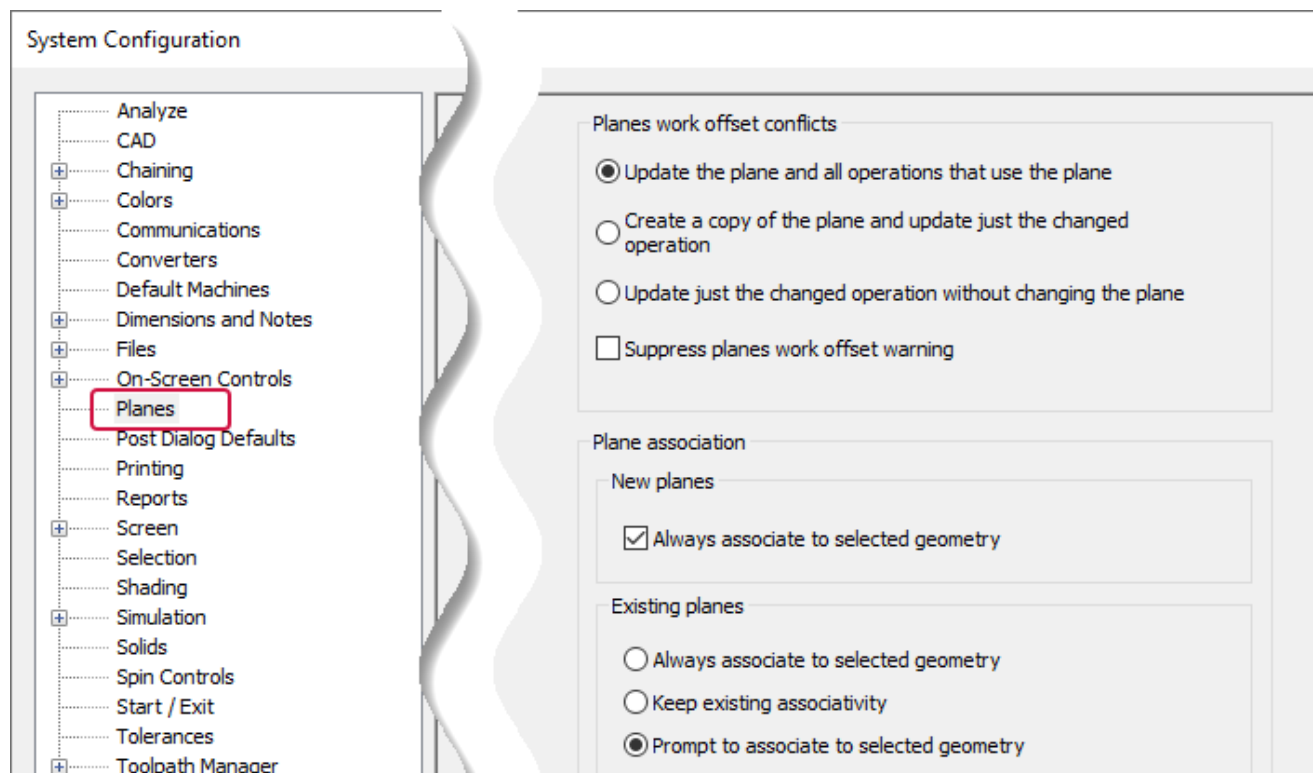 System Configuration
Analyze
CAD
Chaining
Colors
Communications
Converters
Default Machines
Dimensions and Notes
Files
On-Screen Controls
Planes
Post Dialog Defaults
Printing
Reports
Screen
Selection
Shading
Simulation
Solids
Spin Controls
Start / Exit
Tolerances
Toolpath Manager
Planes work offset conflicts
Update the plane and all operations that use the plane
Create a copy of the plane and update just the changed
operation
Update just the changed operation without changing the plane
Suppress planes work offset warning
Plane association
New planes
Always associate to selected geometry
Existing planes
Always associate to selected geometry
Keep existing associativity
Prompt to associate to selected geometry